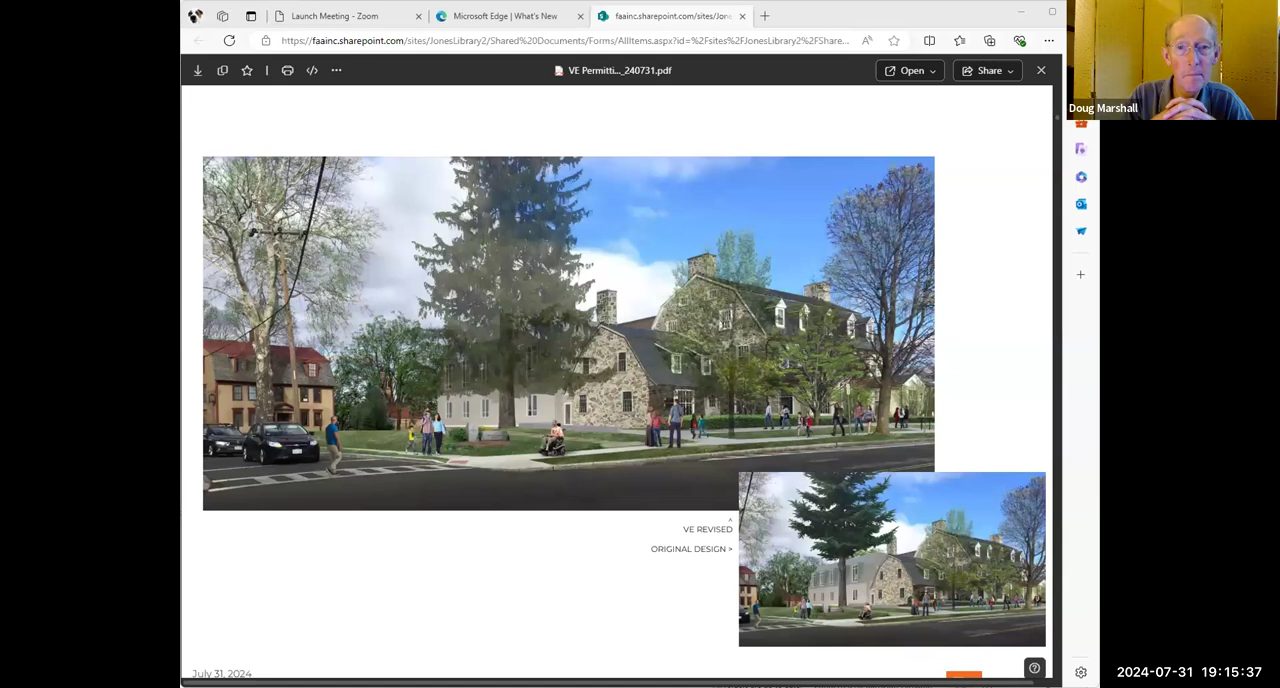 Launch Meeting - Zoom
Microsoft Edge | What's New
faainc.sharepoint.com/sites/Jone
https://faainc.sharepoint.com/sites/JonesLibrary2/Shared%20Documents/Forms/AllItems.aspx?id=%2Fsites%2FJonesLibrary2%2FShare...
VE Permitti..._240731.pdf
Open
Share
Doug Marshall
VE REVISED
ORIGINAL DESIGN >
July 31, 2024
2024-07-31 19:15:37